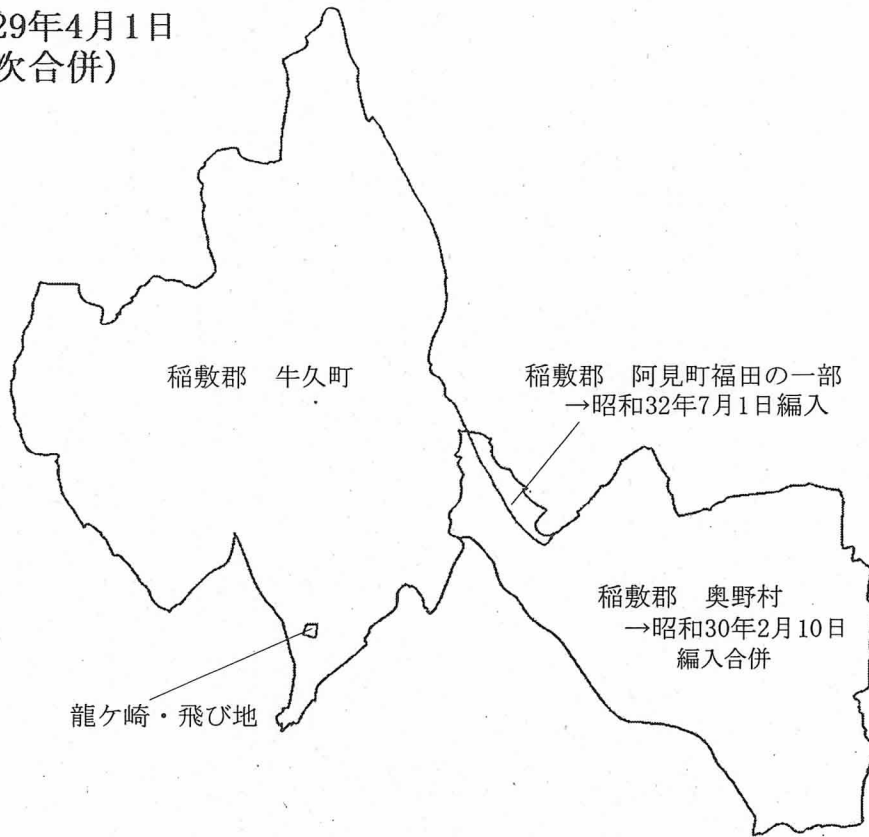 29年4月1日
次合併）
稲敷郡　牛久町
稲敷郡　阿見町福田の一部
→昭和32年7月1日編入
稲敷郡　奥野村
→昭和30年2月10日
編入合併
龍ケ崎・飛び地